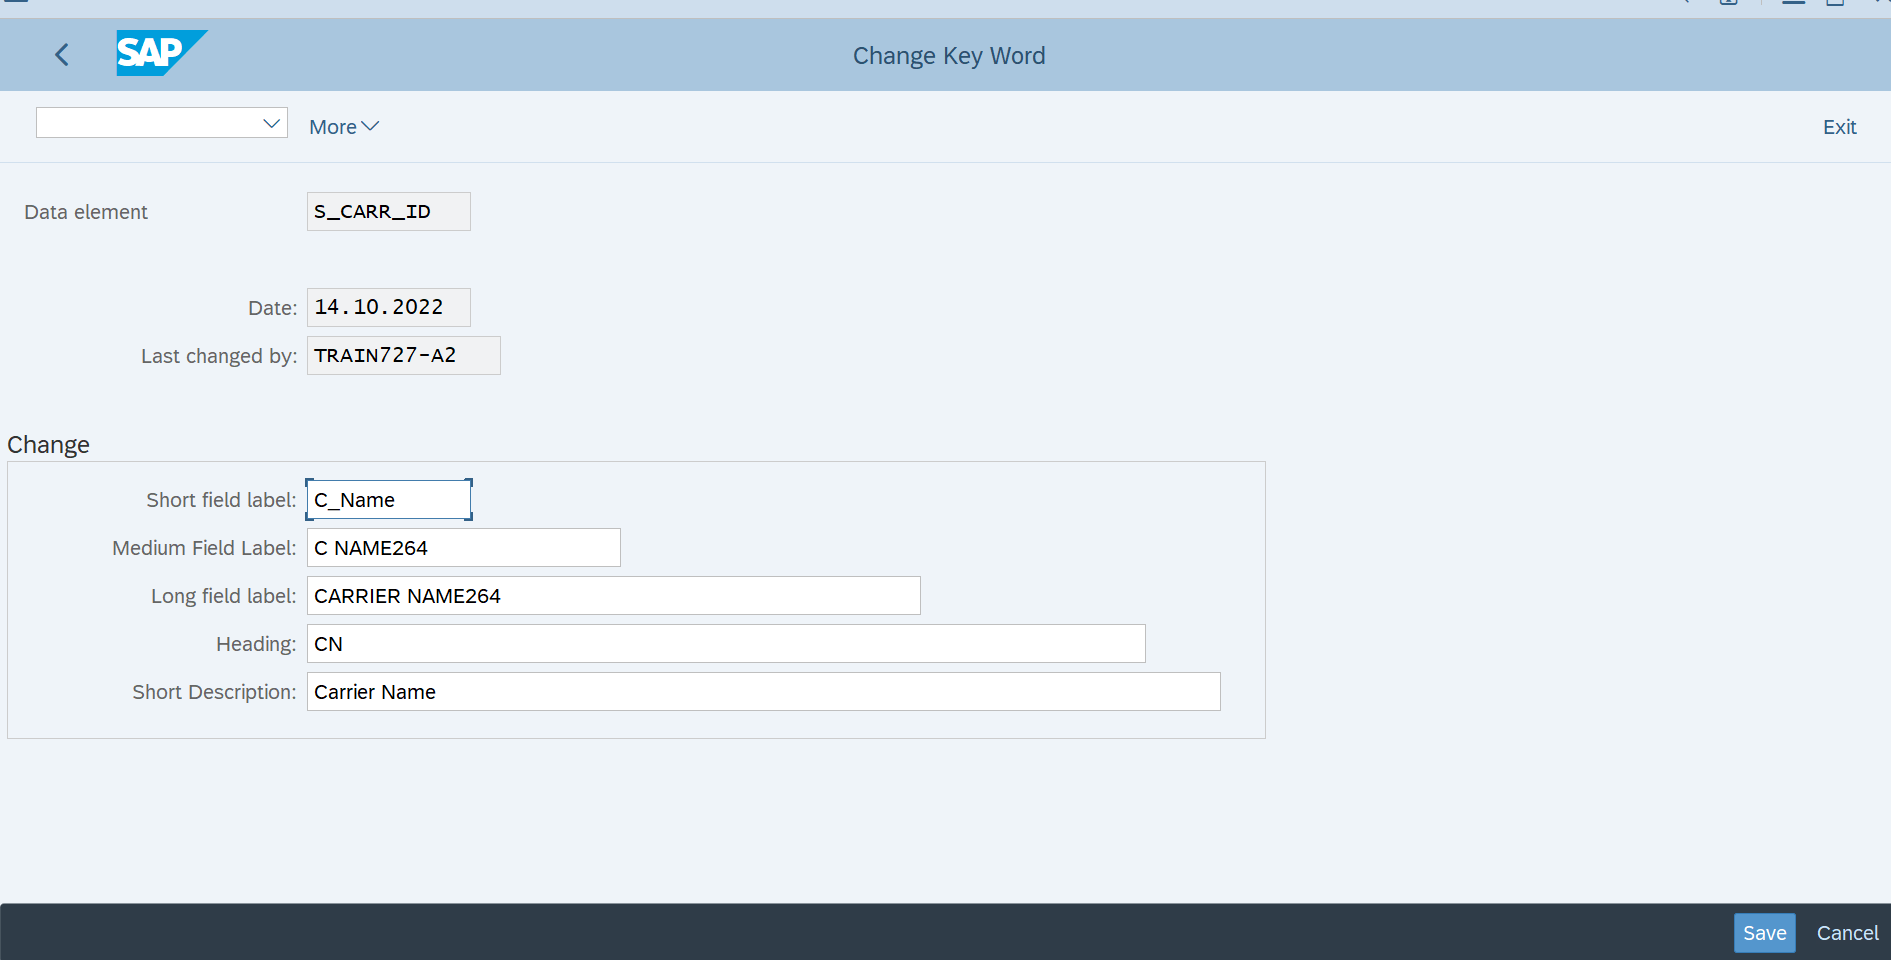 SAP
Change Key Word
More
Exit
Data element S_CARR_ID
Date: 14.10.2022
Last changed by: TRAIN727-A2
Change
Short field label: C_Name
Medium Field Label: C NAME264
Long field label: CARRIER NAME264
Heading: CN
Short Description: Carrier Name
Save Cancel